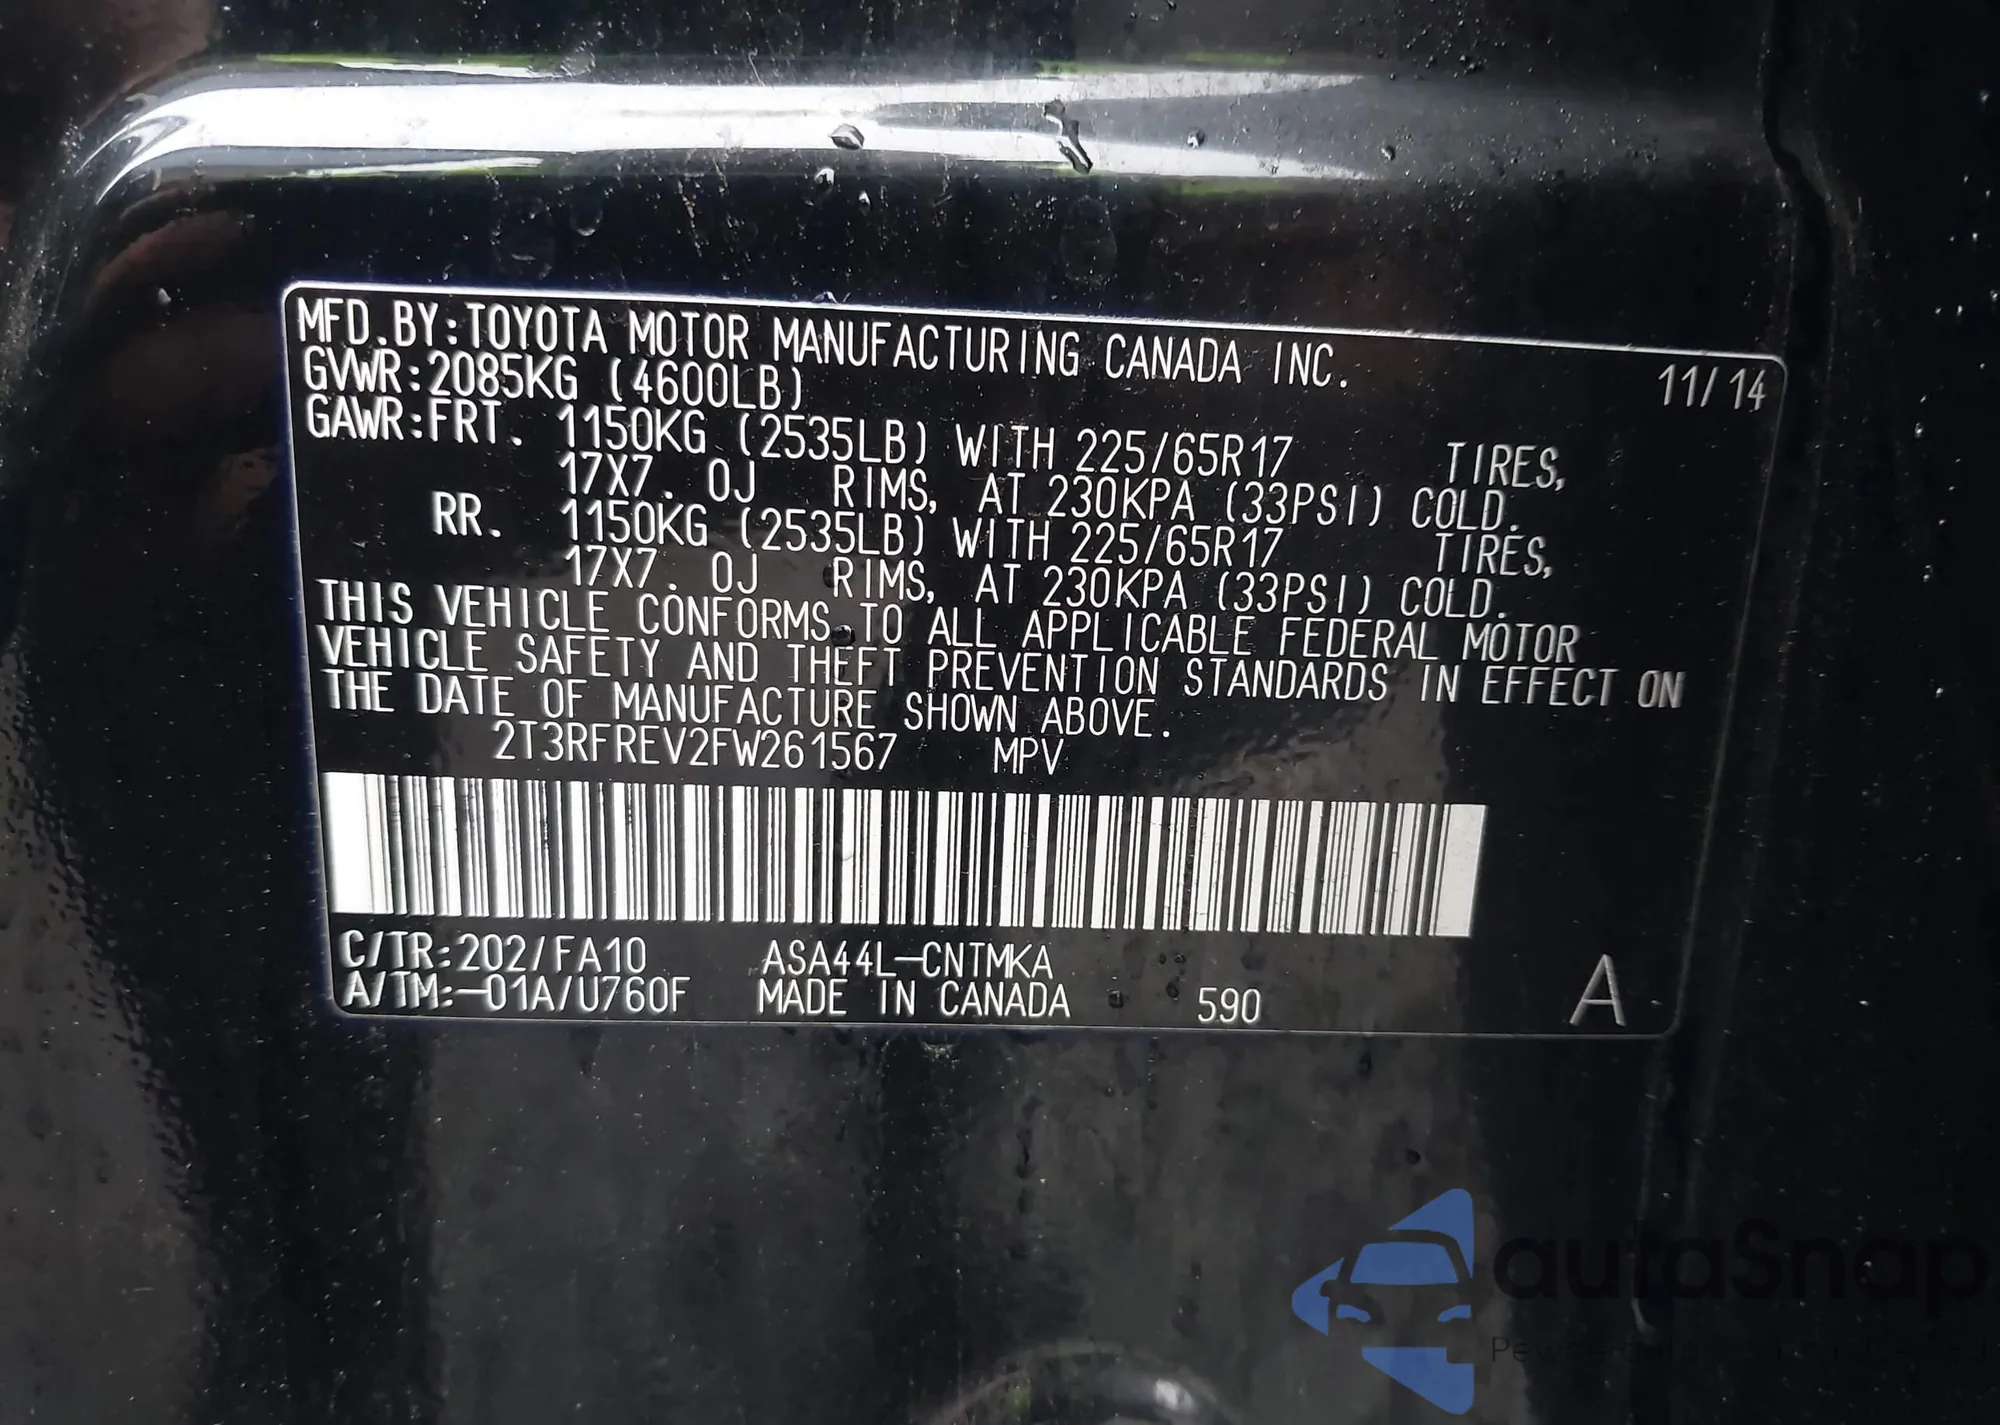 MFD.BY:TOYOTA MOTOR MANUFACTURING CANADA INC. 11/14
GVWR:2085KG (4600LB)
GAWR:FRT. 1150KG (2535LB) WITH 225/65R17 TIRES,
17X7.0J RIMS, AT 230KPA (33PSI) COLD.
RR. 1150KG (2535LB) WITH 225/65R17 TIRES,
17X7.0J RIMS, AT 230KPA (33PSI) COLD.
THIS VEHICLE CONFORMS TO ALL APPLICABLE FEDERAL MOTOR
VEHICLE SAFETY AND THEFT PREVENTION STANDARDS IN EFFECT ON
THE DATE OF MANUFACTURE SHOWN ABOVE.
2T3RFREV2FW261567 MPV
C/TR:202/FA10 ASA44L-CNTMKA
A/TM:-01A/U760F MADE IN CANADA 590 A
autoSnap